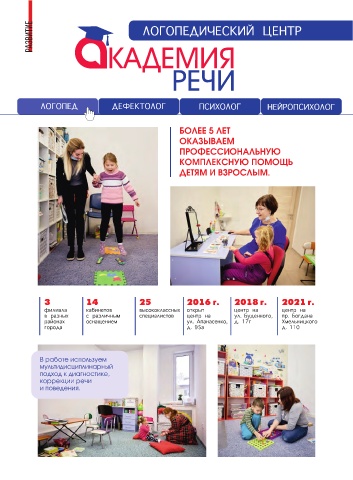 РАЗВИТИЕ
ЛОГОПЕДИЧЕСКИЙ ЦЕНТР
АКАДЕМИЯ
РЕЧИ
ЛОГОПЕД
ДЕФЕКТОЛОГ
ПСИХОЛОГ
НЕЙРОПСИХОЛОГ
БОЛЕЕ 5 ЛЕТ
ОКАЗЫВАЕМ
ПРОФЕССИОНАЛЬНУЮ
КОМПЛЕКСНУЮ ПОМОЩЬ
ДЕТЯМ И ВЗРОСЛЫМ.
3
филиала
в разных
районах
города
14
кабинетов
с различным
оснащением
25
высококлассных
специалистов
2016 г.
открыт
центр на
ул. Апанасенко,
д. 95а
2018 г.
центр на
ул. Буденного,
д. 17г
2021 г.
центр на
пр. Богдана
Хмельницкого
д. 110
В работе используем
мультидисциплинарный
подход к диагностике,
коррекции речи
и поведения.